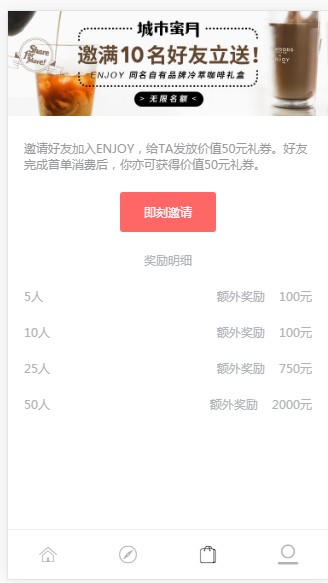 城市蜜月
邀满10名好友立送!
ENJOY 同名自有品牌冷萃咖啡礼盒
> 无限名额 <
Share
More!
邀请好友加入ENJOY，给TA发放价值50元礼券。好友
完成首单消费后，你亦可获得价值50元礼券。
即刻邀请
奖励明细
5人 额外奖励 100元
10人 额外奖励 100元
25人 额外奖励 750元
50人 额外奖励 2000元